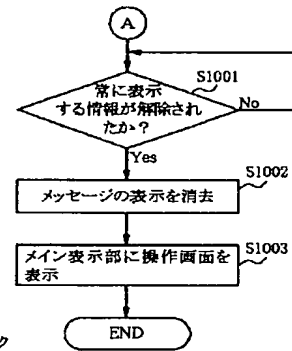 A
S1001
常に表示
する情報が解除され
たか?
No
Yes
S1002
メッセージの表示を消去
S1003
メイン表示部に操作画面を
表示
END
ク